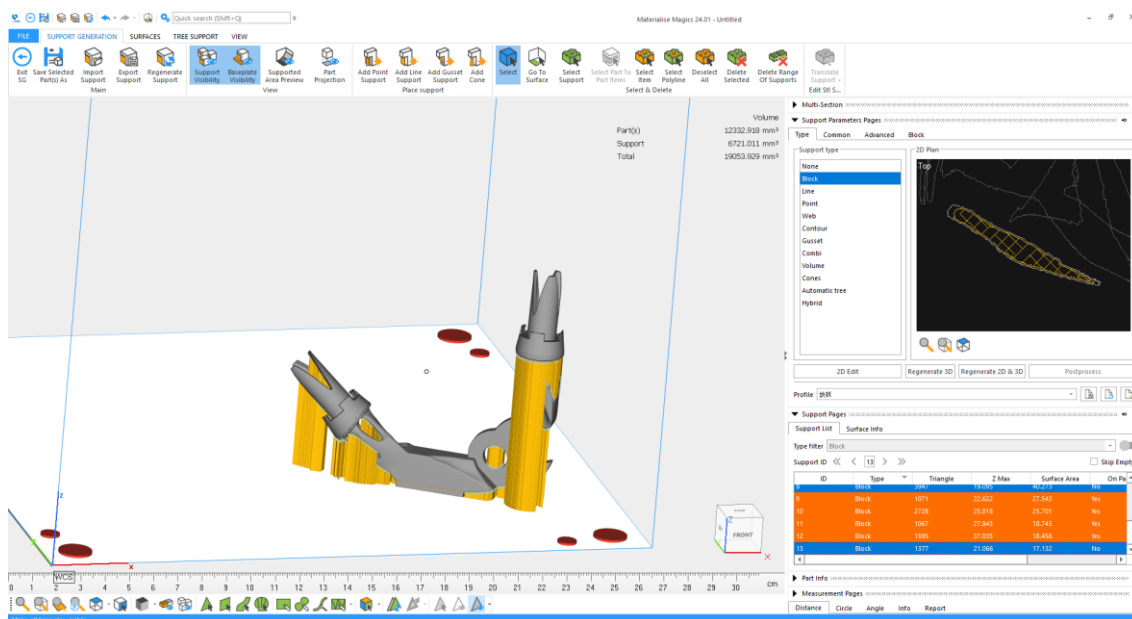 Quick search (Shift+Q)
Materialise Magics 24.01 - Untitled
FILE SUPPORT GENERATION SURFACES TREE SUPPORT VIEW
Exit SG
Save Selected Part(s) As
Import Support
Export Support
Regenerate Support
Support Visibility
Baseplate Visibility
Supported Area Preview
Part Projection
Add Point Support
Add Line Support
Add Gusset Support
Add Cone
Select
Go To Surface
Select Support
Select Part To Part Items
Select Item
Select Polyline
Deselect All
Delete Selected
Delete Range Of Supports
Translate Support
Main
View
Place support
Select & Delete
Edit Stl S...
Volume
Part(s) 12332.918 mm³
Support 6721.011 mm³
Total 19053.929 mm³
z
x
WCS
FRONT
Z
X
0 1 2 3 4 5 6 7 8 9 10 11 12 13 14 15 16 17 18 19 20 21 22 23 24 25 26 27 28 29 30 cm
Multi-Section
Support Parameters Pages
Type Common Advanced Block
Support type
2D Plan
None
Block
Line
Point
Web
Contour
Gusset
Combi
Volume
Cones
Automatic tree
Hybrid
Top
2D Edit Regenerate 3D Regenerate 2D & 3D Postprocess
Profile
Support Pages
Support List Surface Info
Type filter Block
Support ID 13 Skip Empty
ID Type Triangle Z Max Surface Area On Pa
8 Block 3947 19.095 40.273 No
9 Block 1071 22.622 27.543 Yes
10 Block 2728 25.018 25.701 Yes
11 Block 1067 27.843 18.743 Yes
12 Block 1595 37.035 18.450 Yes
13 Block 1377 21.066 17.132 No
Part Info
Measurement Pages
Distance Circle Angle Info Report